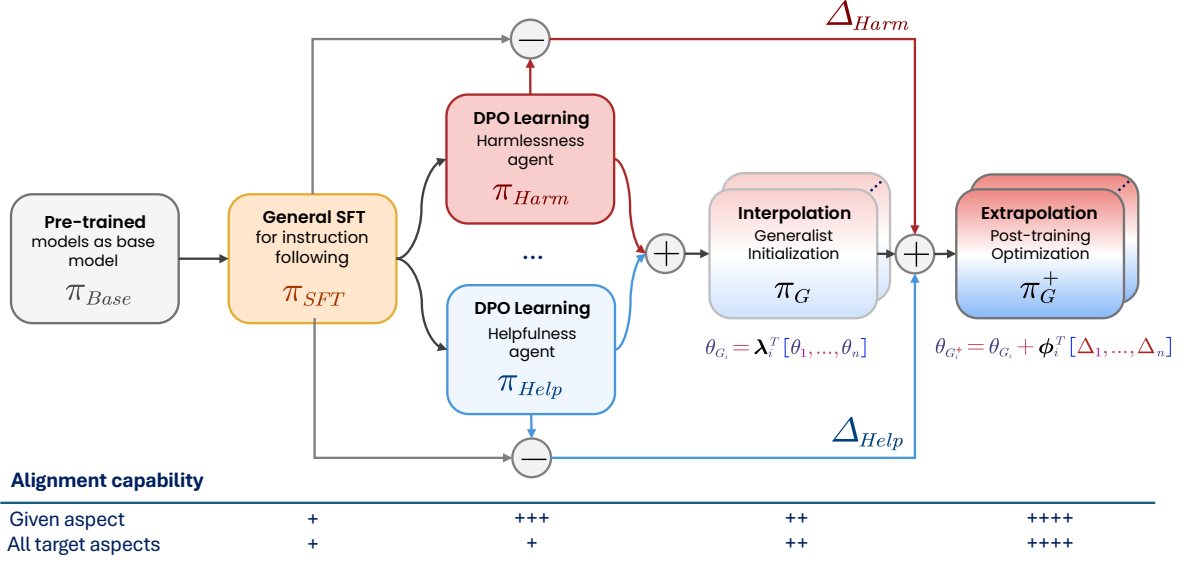 Δ_Harm
−
DPO Learning
Harmlessness
agent
π_Harm
Pre-trained
models as base
model
π_Base
General SFT
for instruction
following
π_SFT
...
+
Interpolation
Generalist
Initialization
π_G
+
Extrapolation
Post-training
Optimization
π_G^+
DPO Learning
Helpfulness
agent
π_Help
θ_{G_i} = λ_i^T [θ_1,...,θ_n]
θ_{G_i^+} = θ_{G_i} + ϕ_i^T [Δ_1,...,Δ_n]
−
Δ_Help
Alignment capability
Given aspect + +++ ++ ++++
All target aspects + + ++ ++++